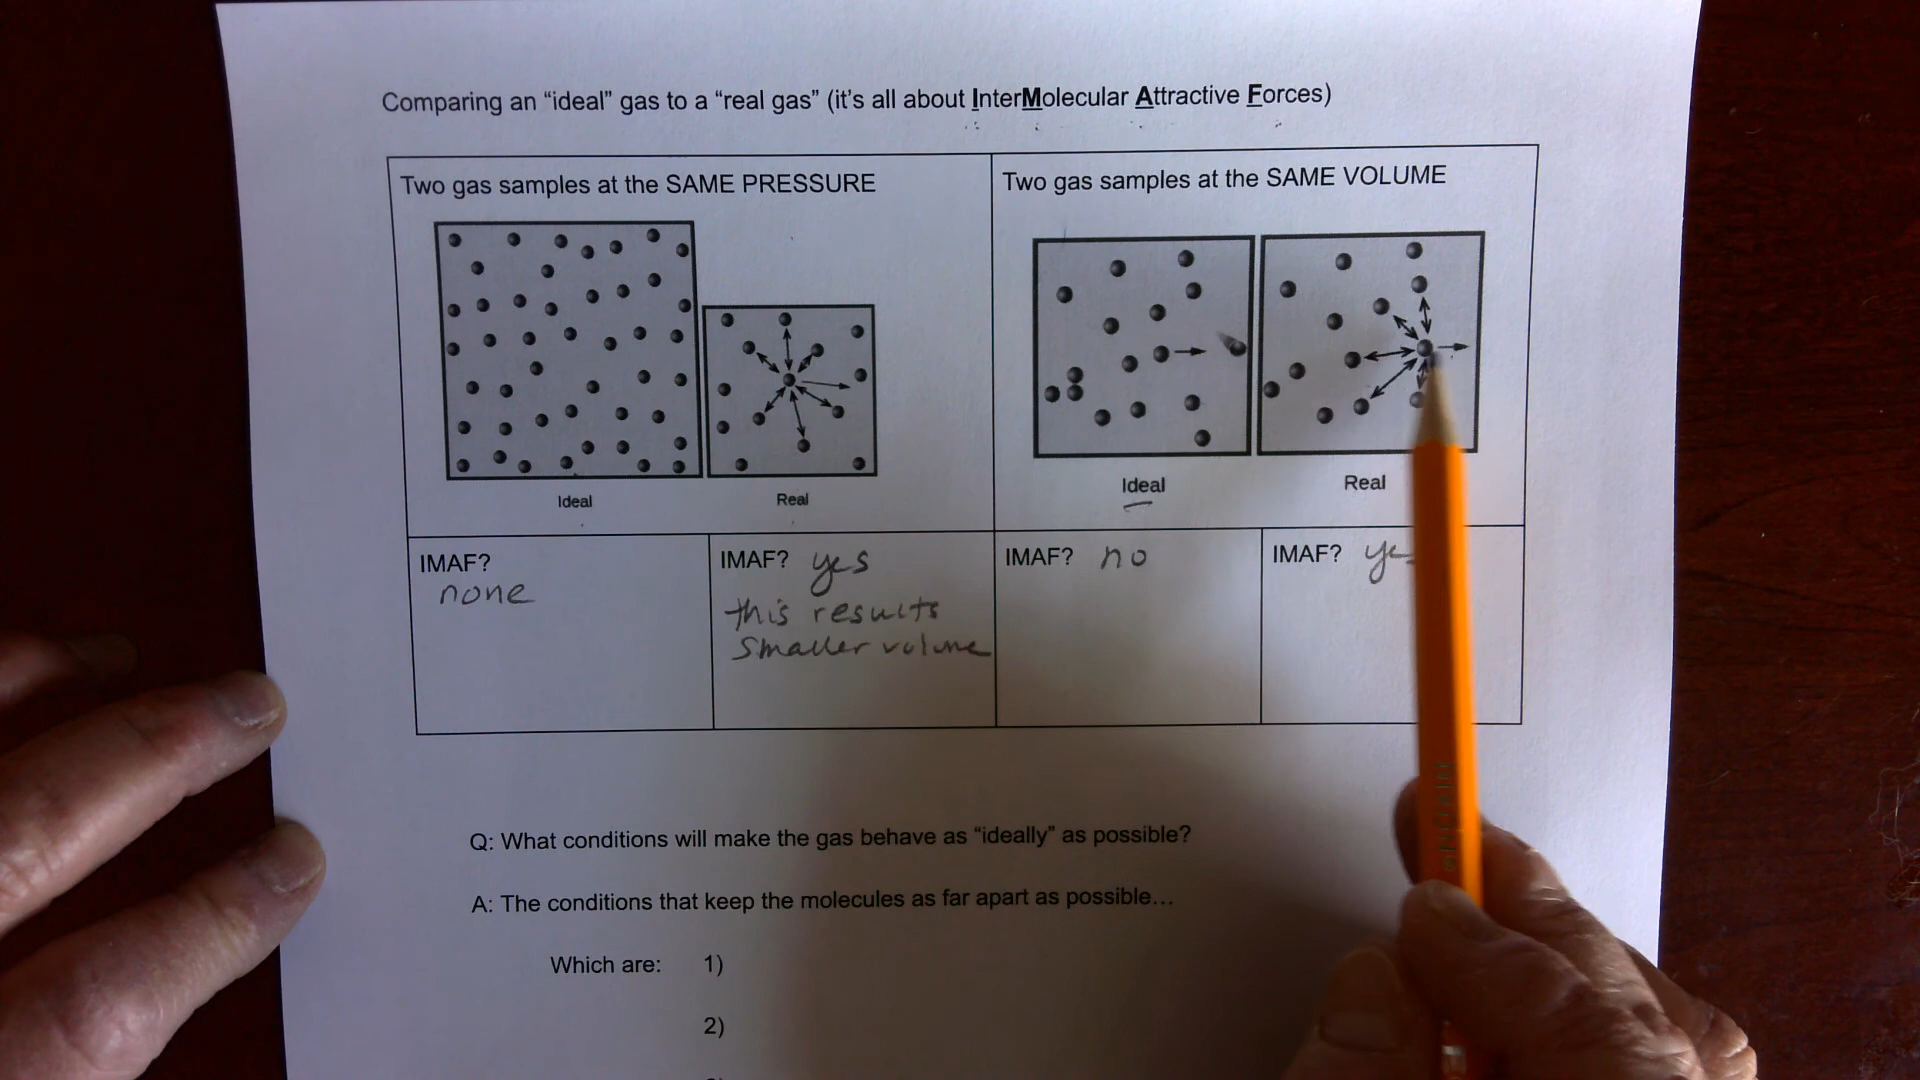 Comparing an “ideal” gas to a “real gas” (it’s all about InterMolecular Attractive Forces)
Two gas samples at the SAME PRESSURE
Two gas samples at the SAME VOLUME
Ideal
Real
Ideal
Real
IMAF?
none
IMAF? yes
this results
smaller volume
IMAF? no
IMAF?
Q: What conditions will make the gas behave as “ideally” as possible?
A: The conditions that keep the molecules as far apart as possible…
Which are: 1)
2)